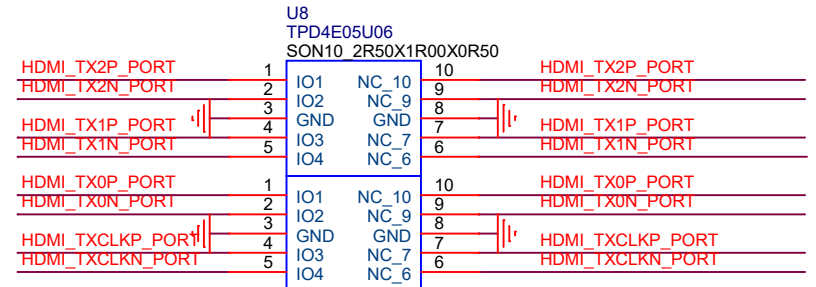 U8
TPD4E05U06
SON10_2R50X1R00X0R50
HDMI_TX2P_PORT 1 IO1 NC_10 10 HDMI_TX2P_PORT
HDMI_TX2N_PORT 2 IO2 NC_9 9 HDMI_TX2N_PORT
3 GND GND 8
HDMI_TX1P_PORT 4 IO3 NC_7 7 HDMI_TX1P_PORT
HDMI_TX1N_PORT 5 IO4 NC_6 6 HDMI_TX1N_PORT
HDMI_TX0P_PORT 1 IO1 NC_10 10 HDMI_TX0P_PORT
HDMI_TX0N_PORT 2 IO2 NC_9 9 HDMI_TX0N_PORT
3 GND GND 8
HDMI_TXCLKP_PORT 4 IO3 NC_7 7 HDMI_TXCLKP_PORT
HDMI_TXCLKN_PORT 5 IO4 NC_6 6 HDMI_TXCLKN_PORT